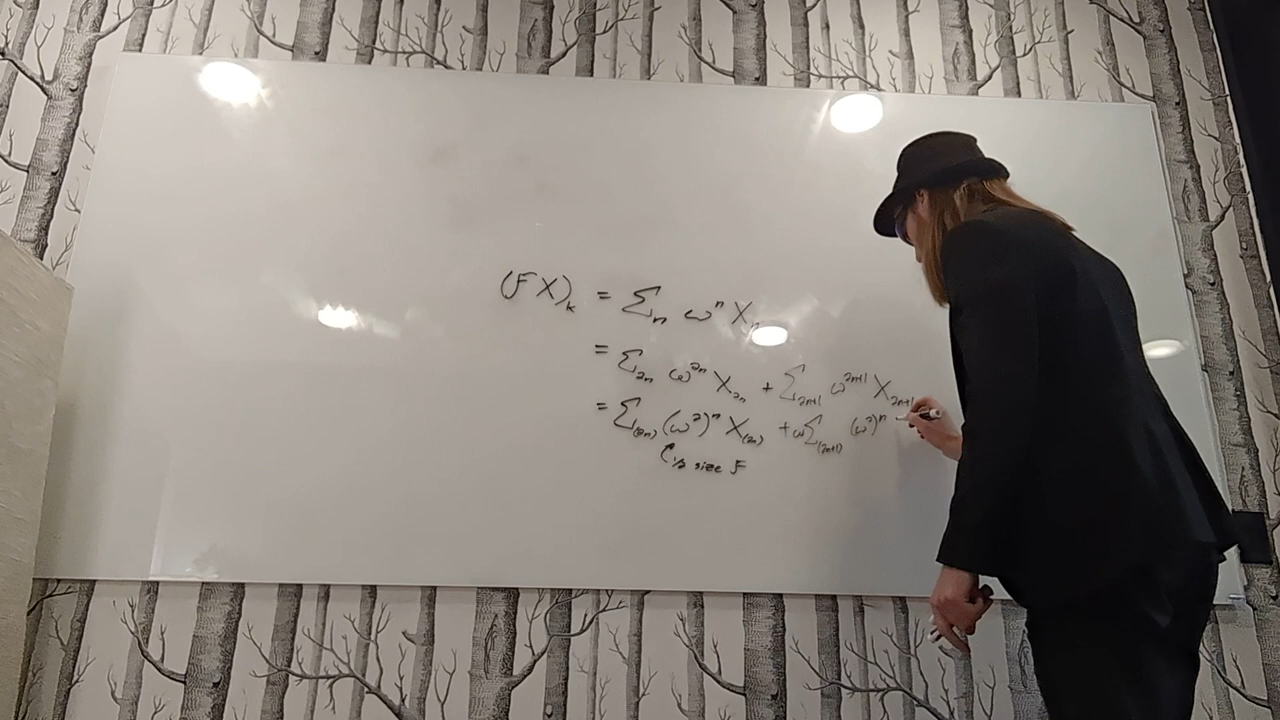 (F X)ₖ = Σₙ ωⁿ Xₙ
= Σ₂ₙ ω²ⁿ X₂ₙ + Σ₂ₙ₊₁ ω²ⁿ⁺¹ X₂ₙ₊₁
= Σ₍₂ₙ₎ (ω²)ⁿ X₍₂ₙ₎ + ω Σ₍₂ₙ₊₁₎ (ω²)ⁿ
½ size F